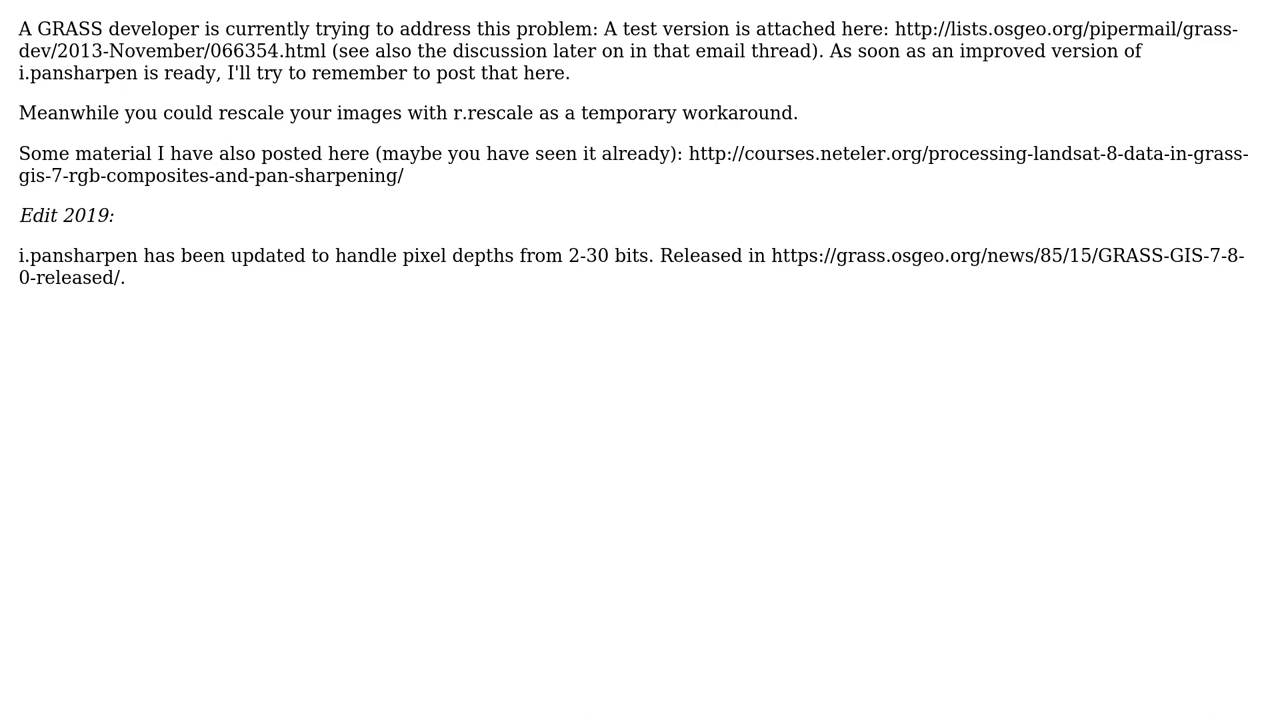 A GRASS developer is currently trying to address this problem: A test version is attached here: http://lists.osgeo.org/pipermail/grass-
dev/2013-November/066354.html (see also the discussion later on in that email thread). As soon as an improved version of
i.pansharpen is ready, I'll try to remember to post that here.
Meanwhile you could rescale your images with r.rescale as a temporary workaround.
Some material I have also posted here (maybe you have seen it already): http://courses.neteler.org/processing-landsat-8-data-in-grass-
gis-7-rgb-composites-and-pan-sharpening/
Edit 2019:
i.pansharpen has been updated to handle pixel depths from 2-30 bits. Released in https://grass.osgeo.org/news/85/15/GRASS-GIS-7-8-
0-released/.